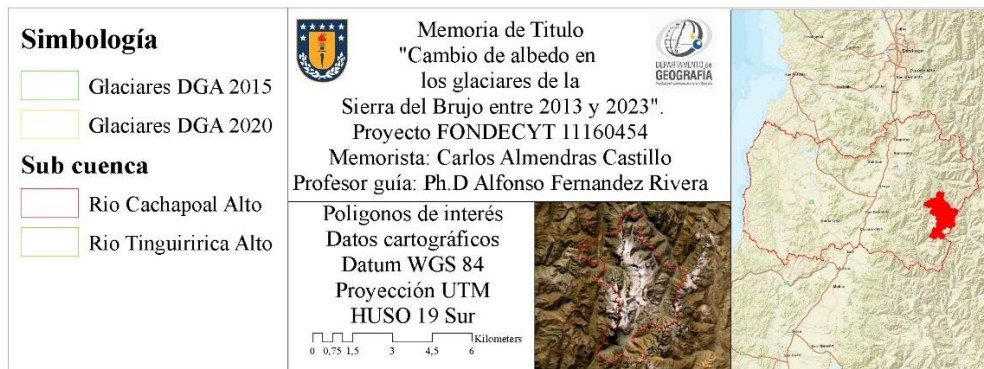 Simbología
Glaciares DGA 2015
Glaciares DGA 2020
Sub cuenca
Rio Cachapoal Alto
Rio Tinguiririca Alto
Memoria de Titulo
"Cambio de albedo en
los glaciares de la
Sierra del Brujo entre 2013 y 2023".
Proyecto FONDECYT 11160454
Memorista: Carlos Almendras Castillo
Profesor guía: Ph.D Alfonso Fernandez Rivera
DEPARTAMENTO de
GEOGRAFÍA
Poligonos de interés
Datos cartográficos
Datum WGS 84
Proyección UTM
HUSO 19 Sur
Kilometers
0 0,75 1,5 3 4,5 6
Santiago